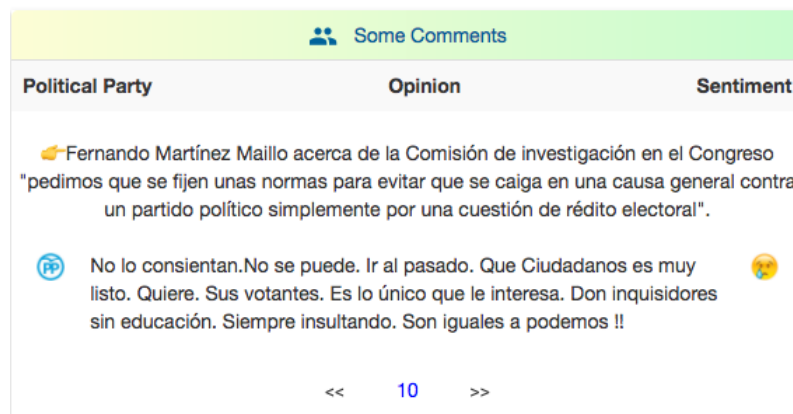 Some Comments
Political Party Opinion Sentiment
👉Fernando Martínez Maillo acerca de la Comisión de investigación en el Congreso
"pedimos que se fijen unas normas para evitar que se caiga en una causa general contra
un partido político simplemente por una cuestión de rédito electoral".
PP
No lo consientan.No se puede. Ir al pasado. Que Ciudadanos es muy
listo. Quiere. Sus votantes. Es lo único que le interesa. Don inquisidores
sin educación. Siempre insultando. Son iguales a podemos !!
<< 10 >>